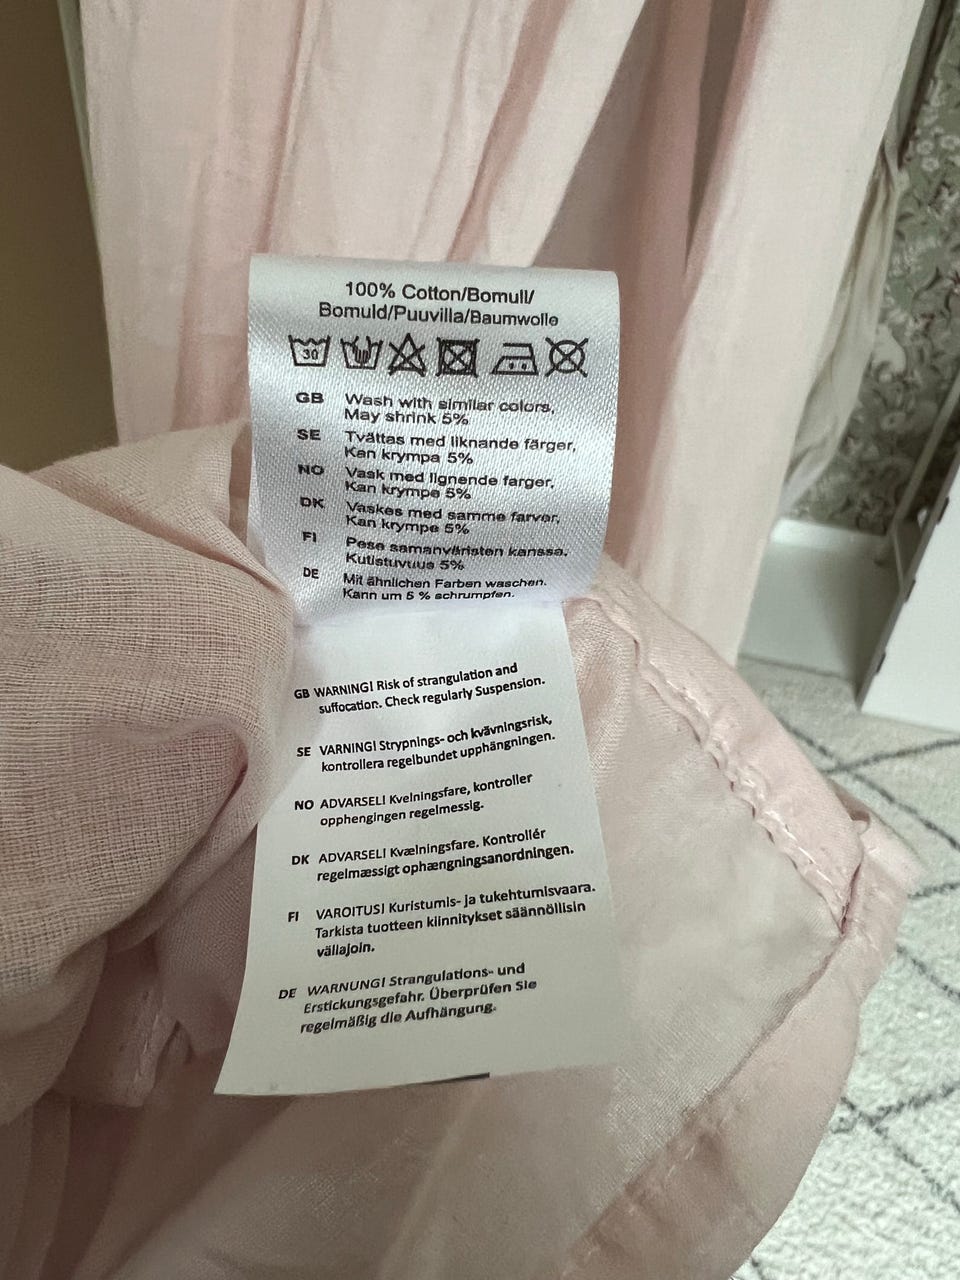 100% Cotton/Bomull/
Bomuld/Puuvilla/Baumwolle
30
GB Wash with similar colors,
May shrink 5%
SE Tvättas med liknande färger,
Kan krympa 5%
NO Vask med lignende farger,
Kan krympe 5%
DK Vaskes med samme farver,
Kan krympe 5%
FI Pese samanväristen kanssa.
Kutistuvuus 5%
DE Mit ähnlichen Farben waschen.
Kann um 5 % schrumpfen.
GB WARNING! Risk of strangulation and
suffocation. Check regularly Suspension.
SE VARNING! Strypnings- och kvävningsrisk,
kontrollera regelbundet upphängningen.
NO ADVARSEL! Kvelningsfare, kontroller
opphengingen regelmessig.
DK ADVARSEL! Kvælningsfare. Kontrollér
regelmæssigt ophængningsanordningen.
FI VAROITUS! Kuristumis- ja tukehtumisvaara.
Tarkista tuotteen kiinnitykset säännöllisin
väliajoin.
DE WARNUNG! Strangulations- und
Erstickungsgefahr. Überprüfen Sie
regelmäßig die Aufhängung.